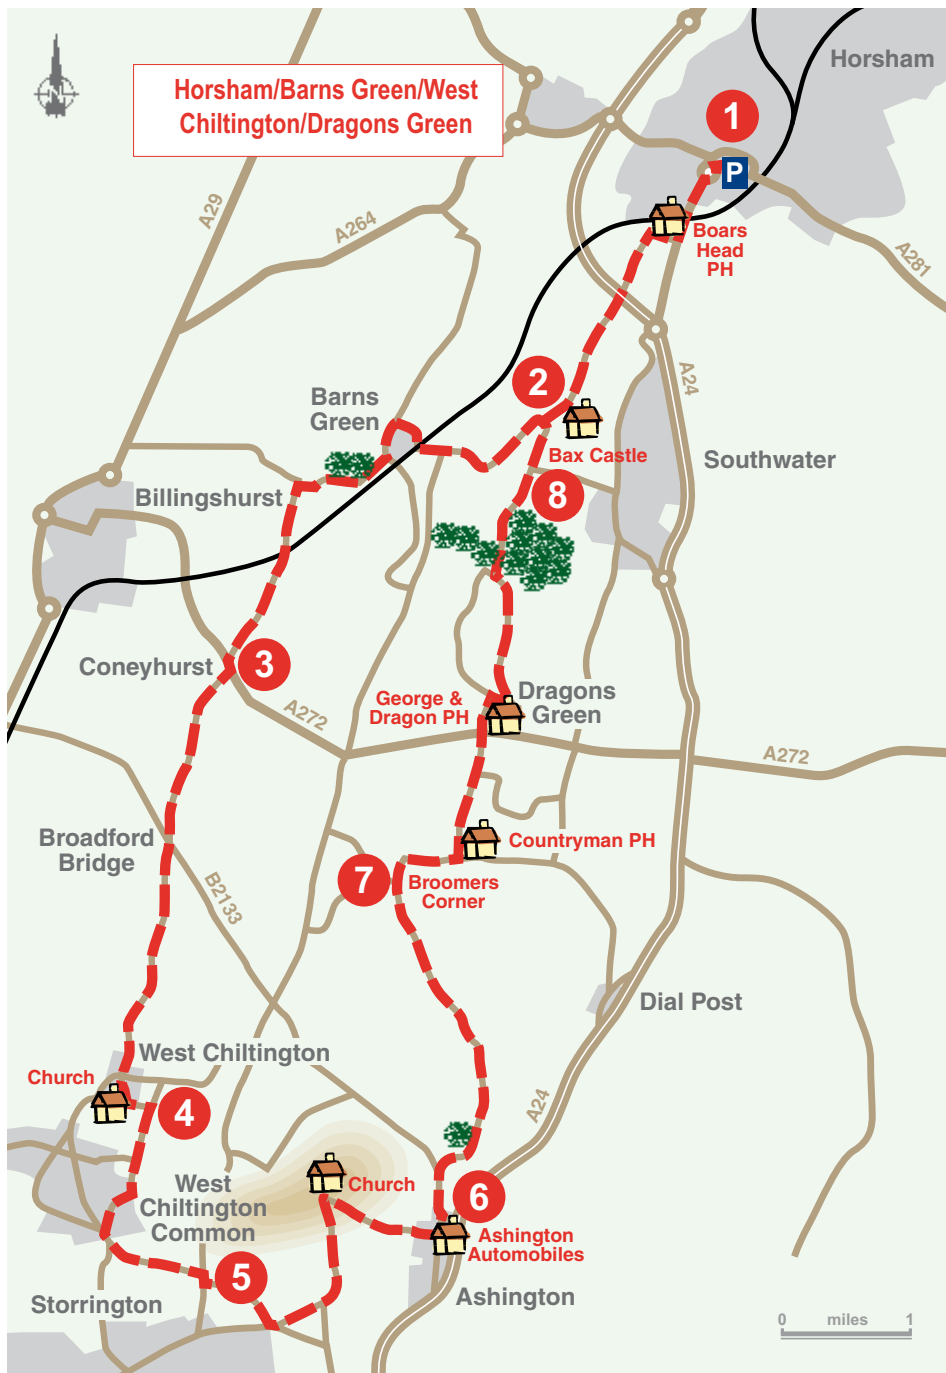 Horsham
Horsham/Barns Green/West
Chiltington/Dragons Green
N
1
P
A29
A264
Boars
Head
PH
A281
2
A24
Barns
Green
Bax Castle
Southwater
Billingshurst
8
Coneyhurst
3
George &
Dragon PH
Dragons
Green
A272
A272
Broadford
Bridge
Countryman PH
7
B2133
Broomers
Corner
Dial Post
West Chiltington
Church
4
A24
West
Chiltington
Common
Church
6
Ashington
Automobiles
5
Storrington
Ashington
0 miles 1